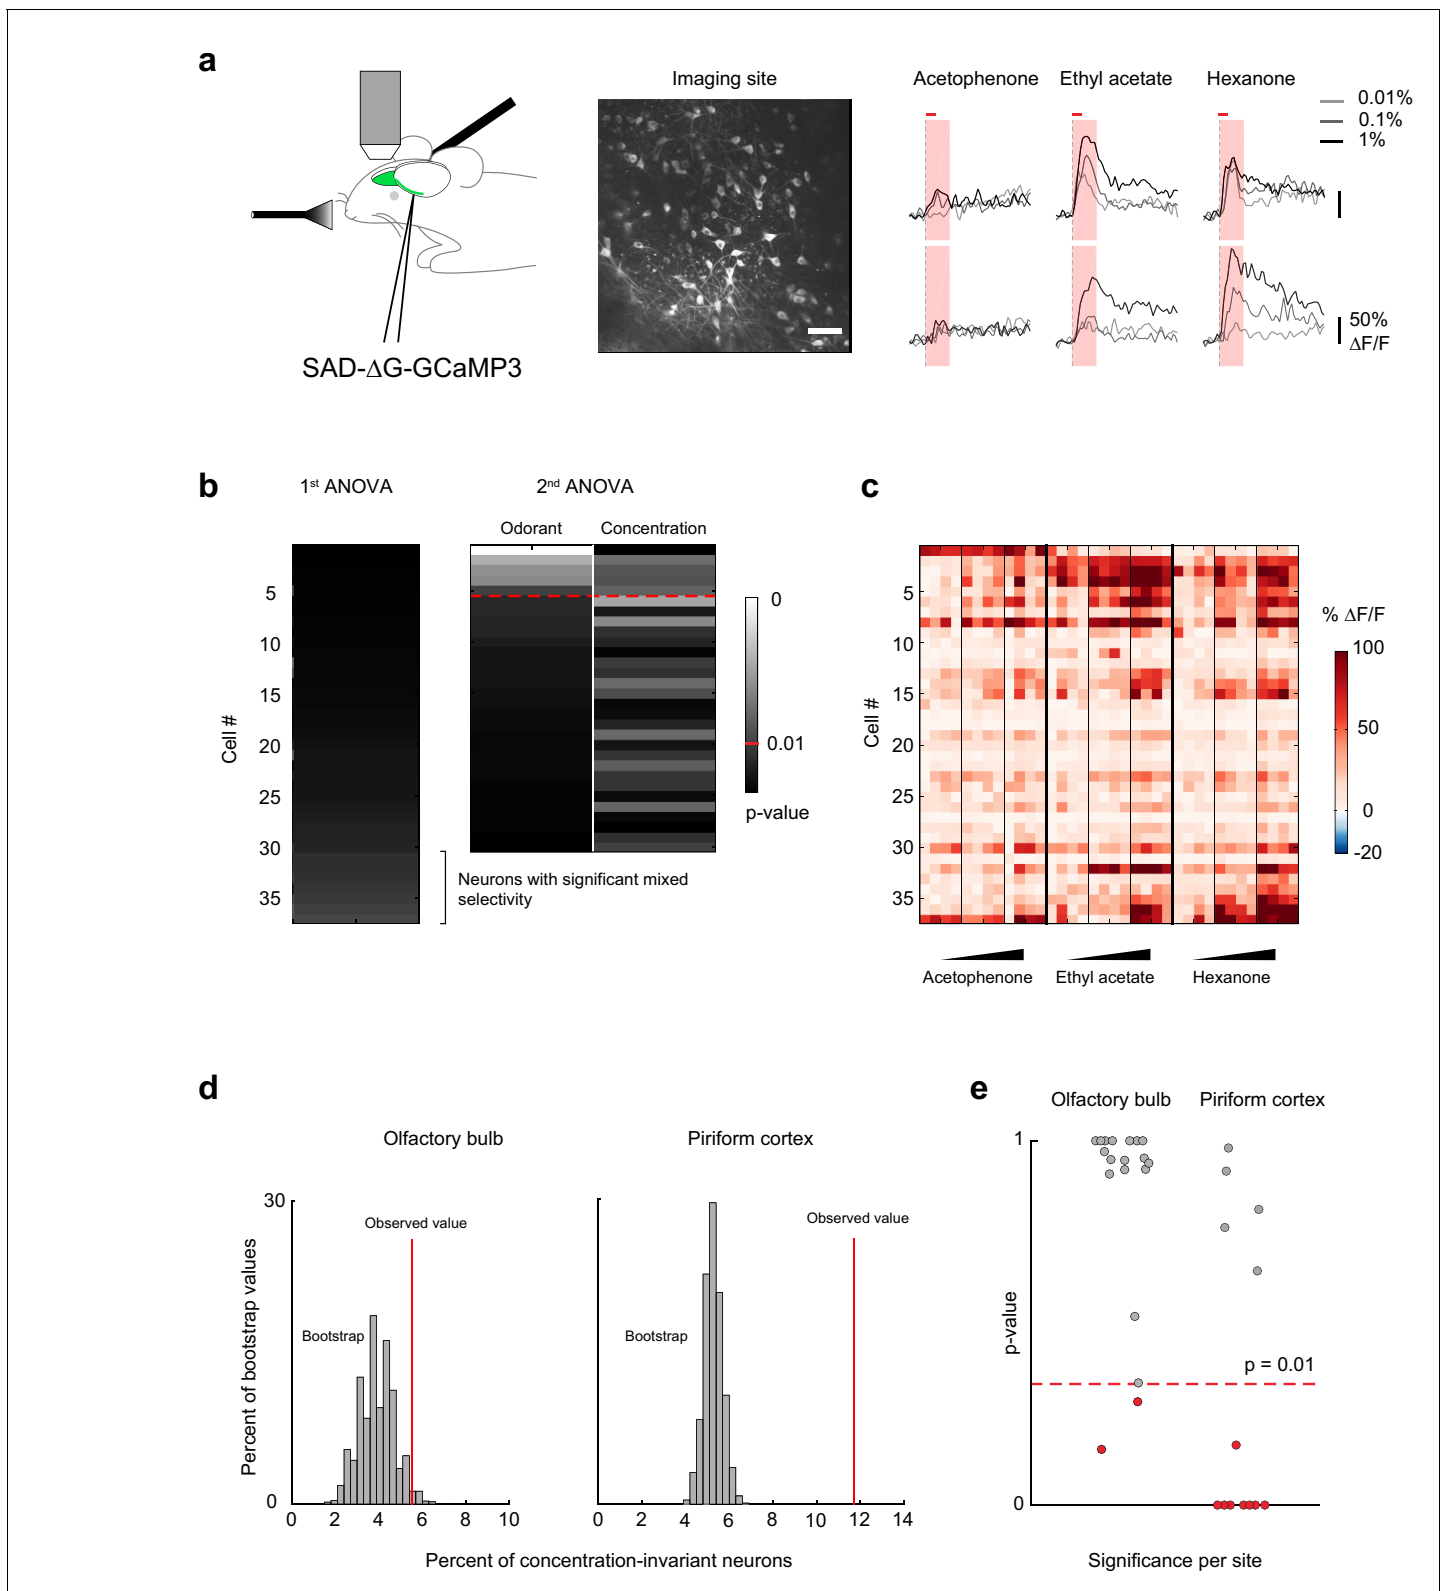 a
Imaging site
Acetophenone
Ethyl acetate
Hexanone
0.01%
0.1%
1%
50%
ΔF/F
SAD-ΔG-GCaMP3
b
1st ANOVA
2nd ANOVA
Odorant
Concentration
Cell #
5
10
15
20
25
30
35
0
0.01
p-value
Neurons with significant mixed
selectivity
c
Cell #
5
10
15
20
25
30
35
% ΔF/F
100
50
0
-20
Acetophenone
Ethyl acetate
Hexanone
d
Olfactory bulb
Piriform cortex
Percent of bootstrap values
30
0
Observed value
Bootstrap
0 2 4 6 8 10
Observed value
Bootstrap
0 2 4 6 8 10 12 14
Percent of concentration-invariant neurons
e
Olfactory bulb
Piriform cortex
1
p-value
p = 0.01
0
Significance per site